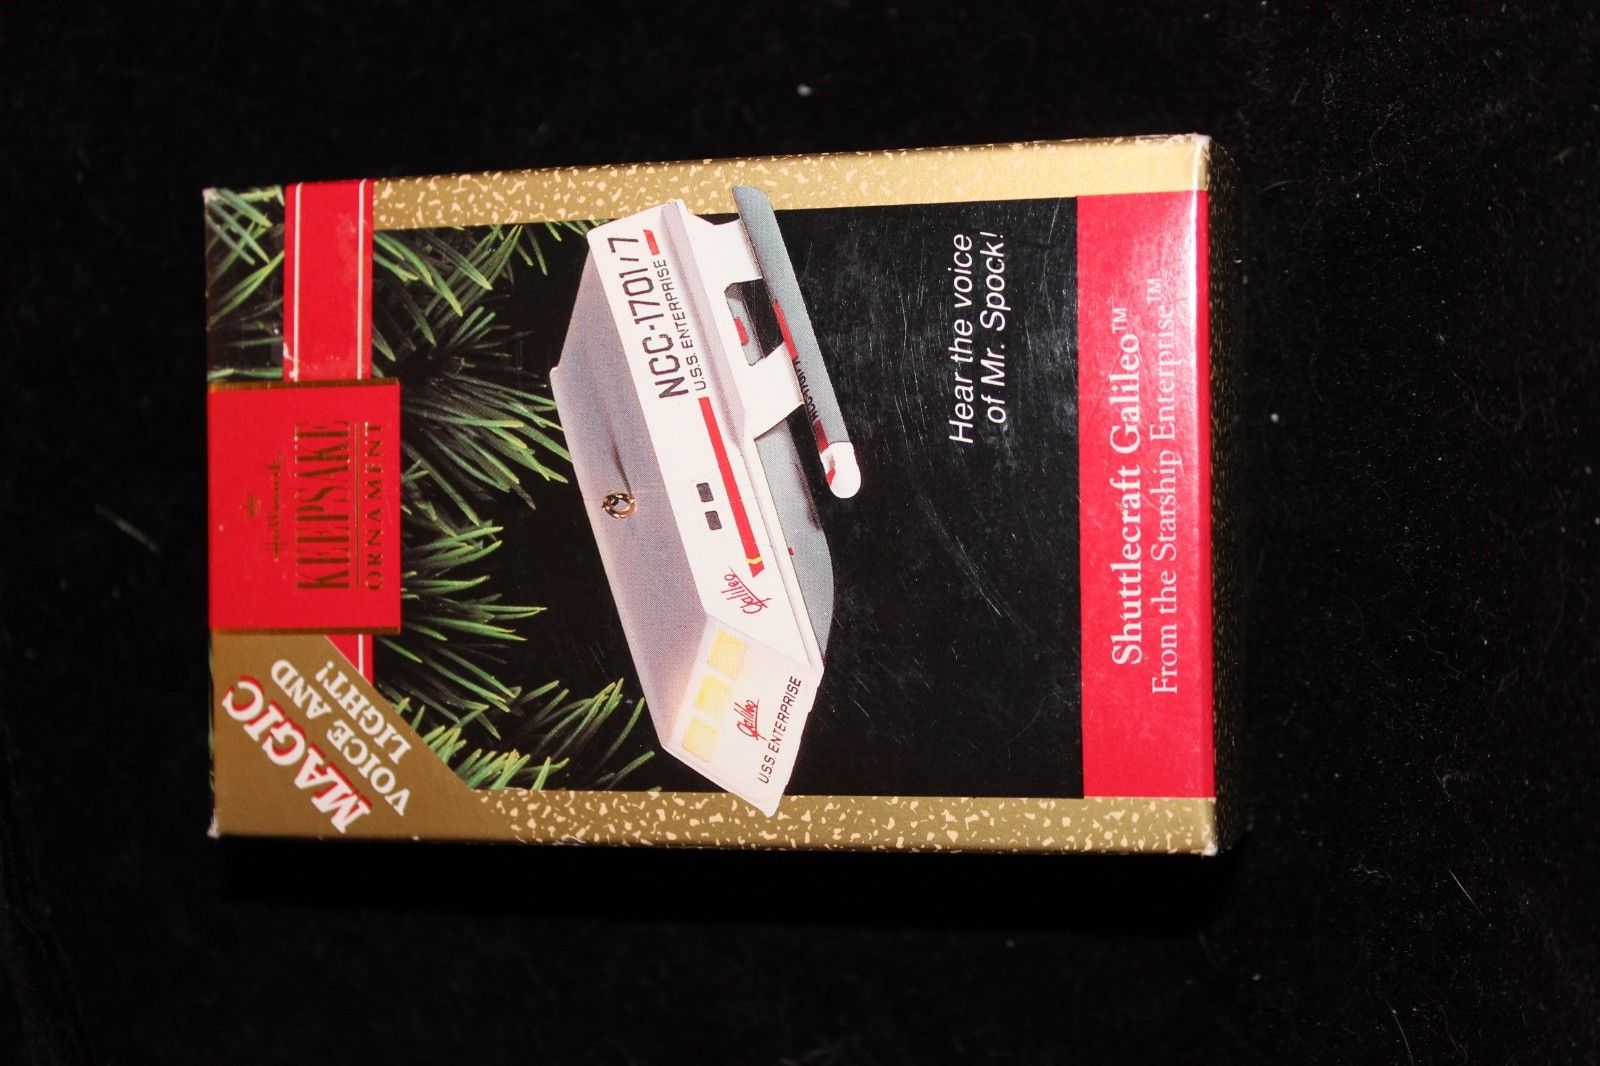 Hallmark
KEEPSAKE
ORNAMENT
MAGIC
VOICE AND
LIGHT!
NCC-1701/7
U.S.S. ENTERPRISE
Galileo
Galileo
U.S.S. ENTERPRISE
Hear the voice
of Mr. Spock!
Shuttlecraft Galileo™
From the Starship Enterprise™